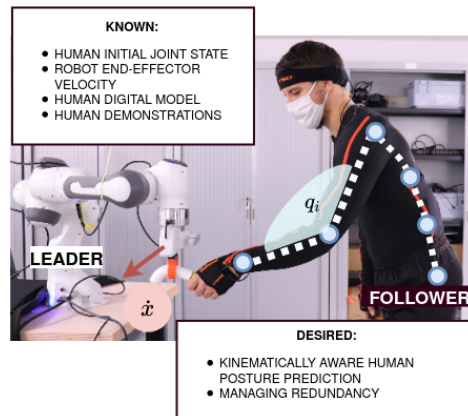 KNOWN:
• HUMAN INITIAL JOINT STATE
• ROBOT END-EFFECTOR
VELOCITY
• HUMAN DIGITAL MODEL
• HUMAN DEMONSTRATIONS
q_i
LEADER
ẋ
FOLLOWER
DESIRED:
• KINEMATICALLY AWARE HUMAN
POSTURE PREDICTION
• MANAGING REDUNDANCY